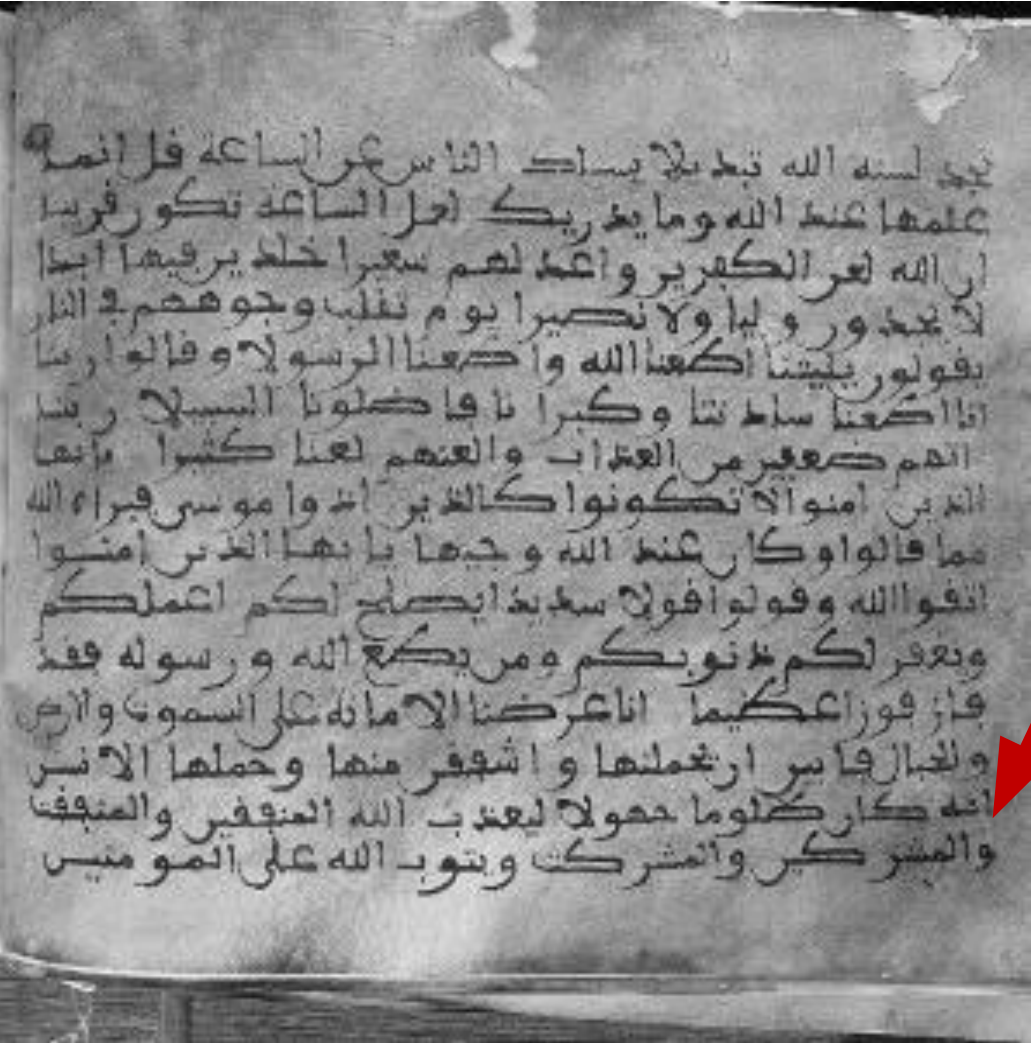 تجد لسنه الله تبديلا يسلك الناس عن الساعه قل انما
علمها عند الله وما يدريك لعل الساعة تكون قريبا
ان الله لعن الكفرين واعد لهم سعيرا خلدين فيها ابدا
لا يجدون وليا ولا نصيرا يوم تقلب وجوههم في النار
يقولون يليتنا اطعنا الله واطعنا الرسولا وقالوا ربنا
انا اطعنا سادتنا وكبرانا فاضلونا السبيلا ربنا
اتهم ضعفين من العذاب والعنهم لعنا كثيرا يايها
الذين امنوا لا تكونوا كالذين اذوا موسى فبراه الله
مما قالوا وكان عند الله وجيها يايها الذين امنوا
اتقوا الله وقولوا قولا سديدا يصلح لكم اعملكم
ويغفر لكم ذنوبكم ومن يطع الله ورسوله فقد
فاز فوزا عظيما انا عرضنا الامانه على السموت والارض
والجبال فابين ان يحملنها واشفقن منها وحملها الانسن
انه كان ظلوما جهولا ليعذب الله المنفقين والمنفقت
والمشركين والمشركت ويتوب الله على المومنين